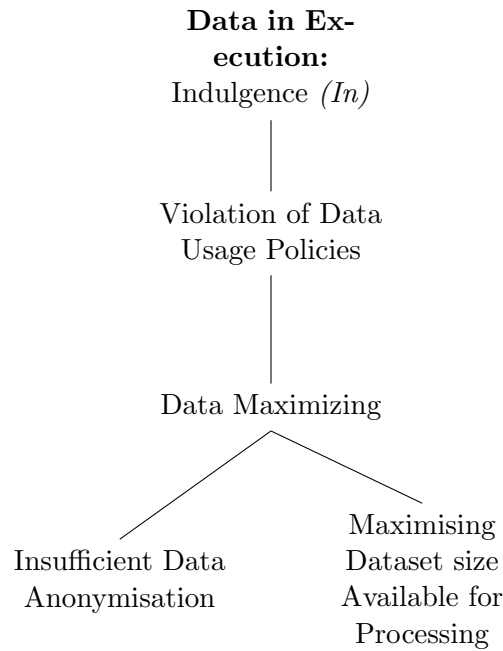 Data in Ex-
ecution:
Indulgence (In)
Violation of Data
Usage Policies
Data Maximizing
Insufficient Data
Anonymisation
Maximising
Dataset size
Available for
Processing